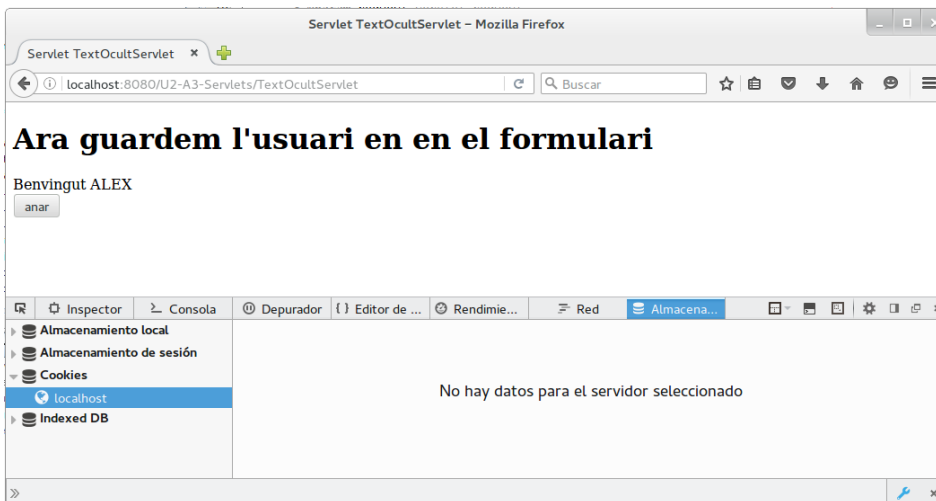 Servlet TextOcultServlet – Mozilla Firefox
Servlet TextOcultServlet
localhost:8080/U2-A3-Servlets/TextOcultServlet
Buscar
Ara guardem l'usuari en en el formulari
Benvingut ALEX
anar
Inspector Consola Depurador { } Editor de ... Rendimie... Red Almacena...
Almacenamiento local
Almacenamiento de sesión
Cookies
localhost
Indexed DB
No hay datos para el servidor seleccionado